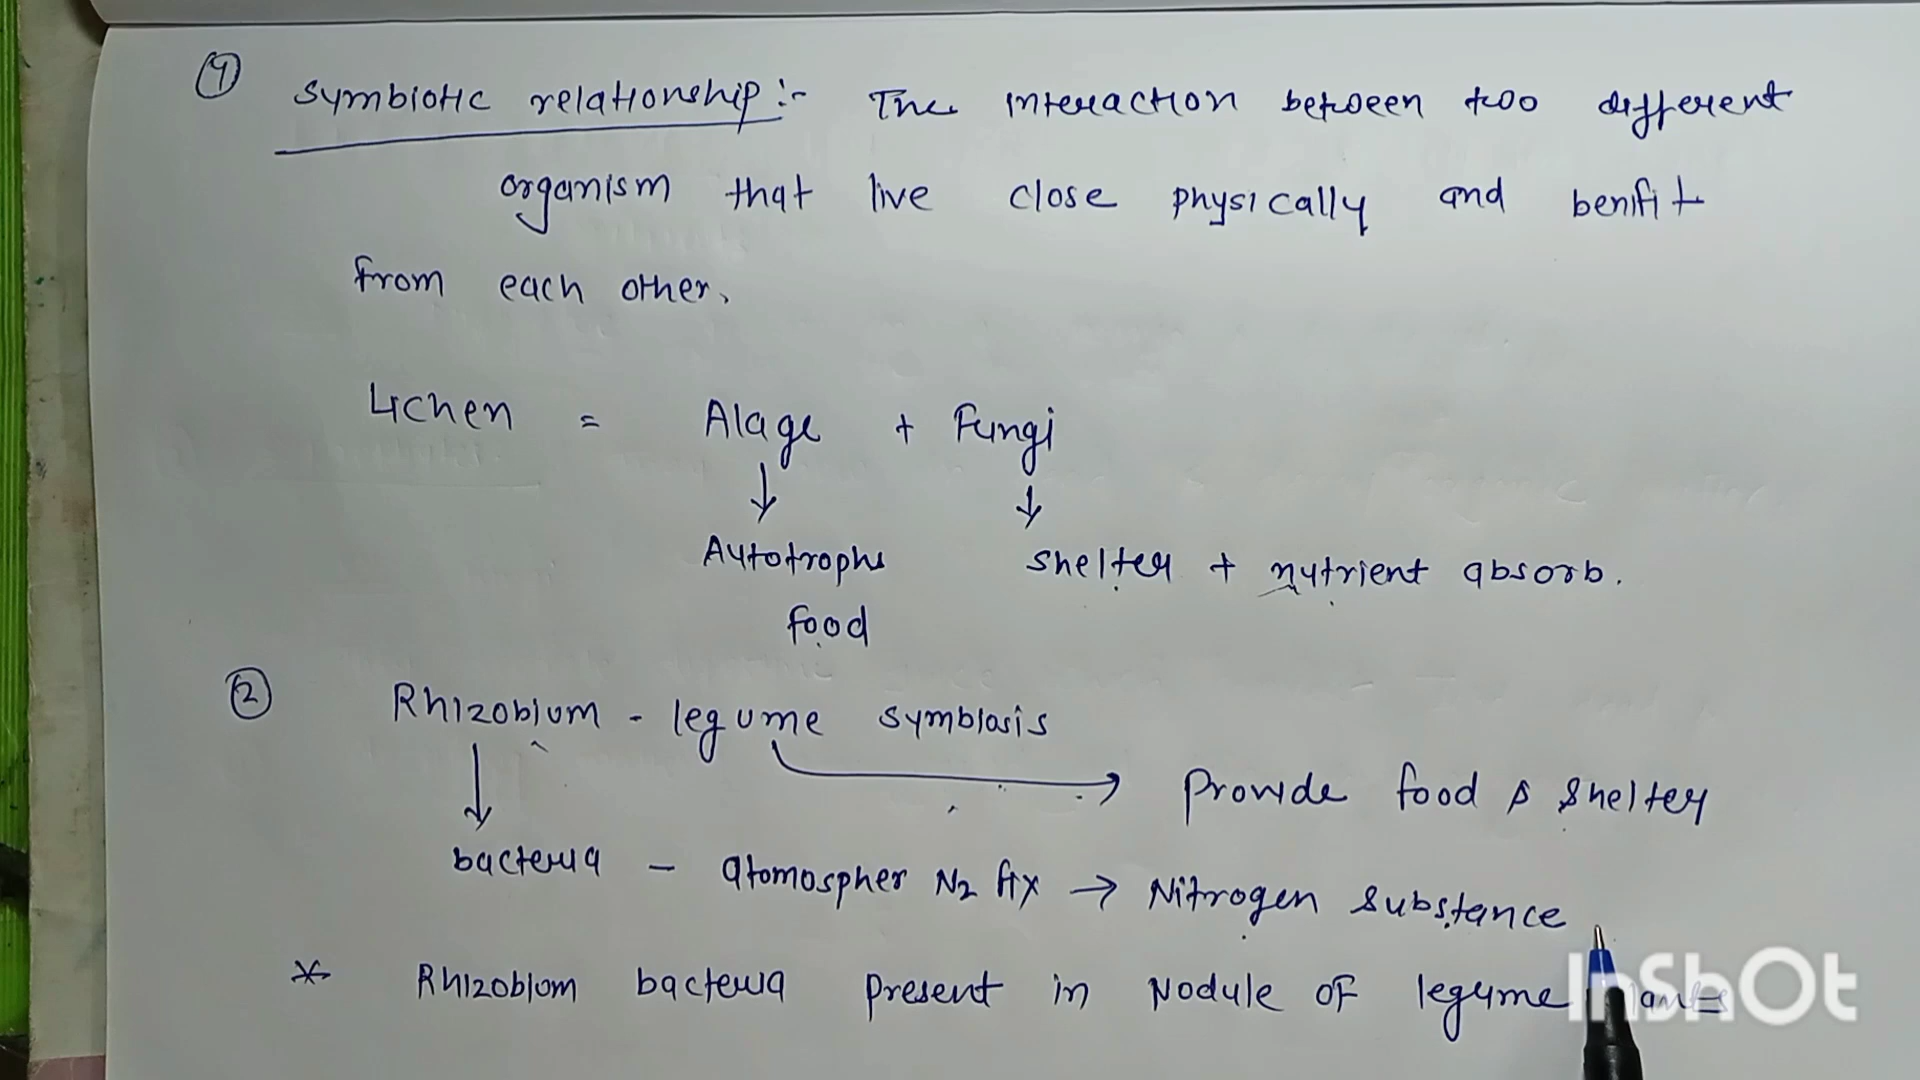 ① Symbiotic relationship :- The interaction between two different
organism that live close physically and benifit
from each other.
Lichen = Alage + Fungi
↓ ↓
Autotrophs shelter + nutrient absorb.
food
② Rhizobium - legume symbiosis
→ Provide food & shelter
↓
bacteria - atomospher N2 fix → Nitrogen substance
* Rhizobium bacteria present in Nodule of legume
InShOt